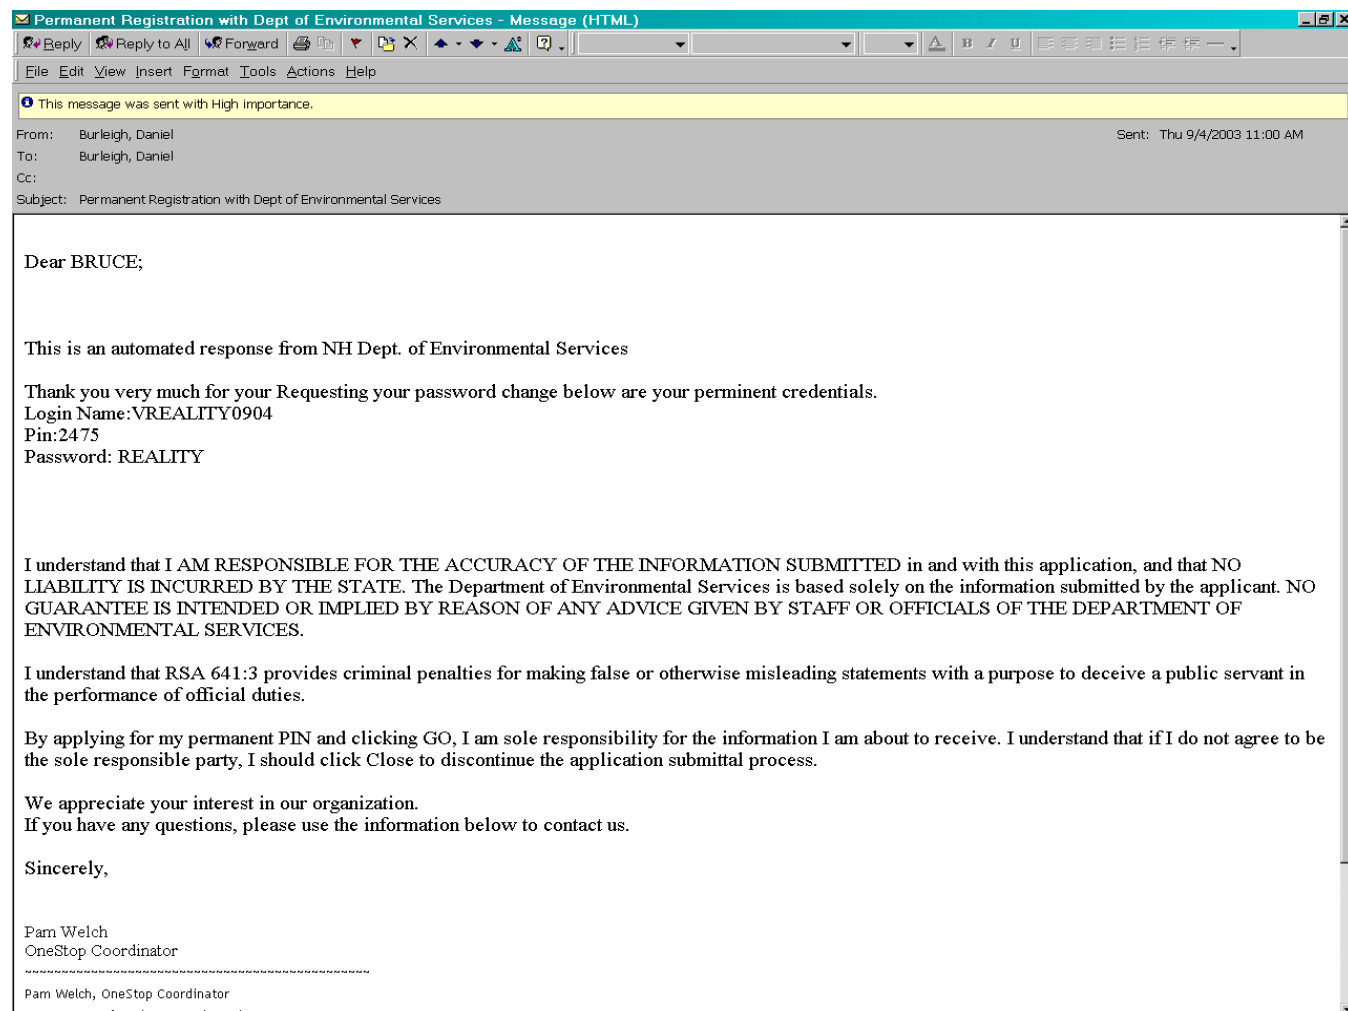 Permanent Registration with Dept of Environmental Services - Message (HTML)
Reply Reply to All Forward
File Edit View Insert Format Tools Actions Help
This message was sent with High importance.
From: Burleigh, Daniel Sent: Thu 9/4/2003 11:00 AM
To: Burleigh, Daniel
Cc:
Subject: Permanent Registration with Dept of Environmental Services
Dear BRUCE;
This is an automated response from NH Dept. of Environmental Services
Thank you very much for your Requesting your password change below are your perminent credentials.
Login Name:VREALITY0904
Pin:2475
Password: REALITY
I understand that I AM RESPONSIBLE FOR THE ACCURACY OF THE INFORMATION SUBMITTED in and with this application, and that NO
LIABILITY IS INCURRED BY THE STATE. The Department of Environmental Services is based solely on the information submitted by the applicant. NO
GUARANTEE IS INTENDED OR IMPLIED BY REASON OF ANY ADVICE GIVEN BY STAFF OR OFFICIALS OF THE DEPARTMENT OF
ENVIRONMENTAL SERVICES.
I understand that RSA 641:3 provides criminal penalties for making false or otherwise misleading statements with a purpose to deceive a public servant in
the performance of official duties.
By applying for my permanent PIN and clicking GO, I am sole responsibility for the information I am about to receive. I understand that if I do not agree to be
the sole responsible party, I should click Close to discontinue the application submittal process.
We appreciate your interest in our organization.
If you have any questions, please use the information below to contact us.
Sincerely,
Pam Welch
OneStop Coordinator
~~~~~~~~~~~~~~~~~~~~~~~~~~~~~~~~~~~~~~~~~~~~~~~
Pam Welch, OneStop Coordinator